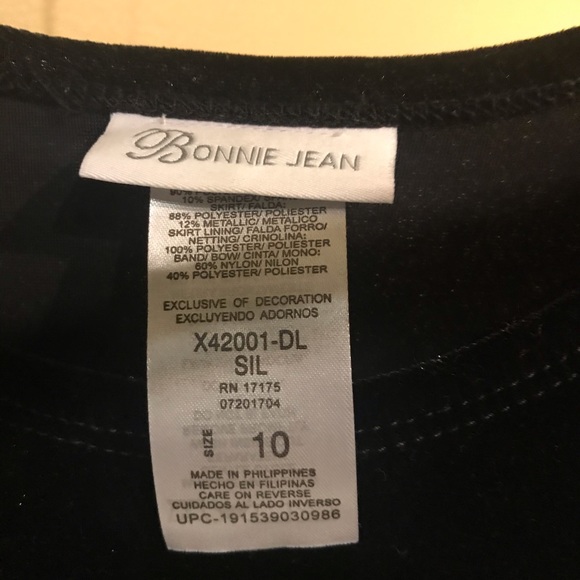 BONNIE JEAN
10% SPANDEX/
SKIRT/ FALDA:
88% POLYESTER/ POLIESTER
12% METALLIC/ METALICO
SKIRT LINING/ FALDA FORRO/
NETTING/ CRINOLINA:
100% POLYESTER/ POLIESTER
BAND/ BOW/ CINTA/ MONO:
60% NYLON/ NILON
40% POLYESTER/ POLIESTER
EXCLUSIVE OF DECORATION
EXCLUYENDO ADORNOS
X42001-DL
SIL
RN 17175
07201704
SIZE 10
MADE IN PHILIPPINES
HECHO EN FILIPINAS
CARE ON REVERSE
CUIDADOS AL LADO INVERSO
UPC-191539030986